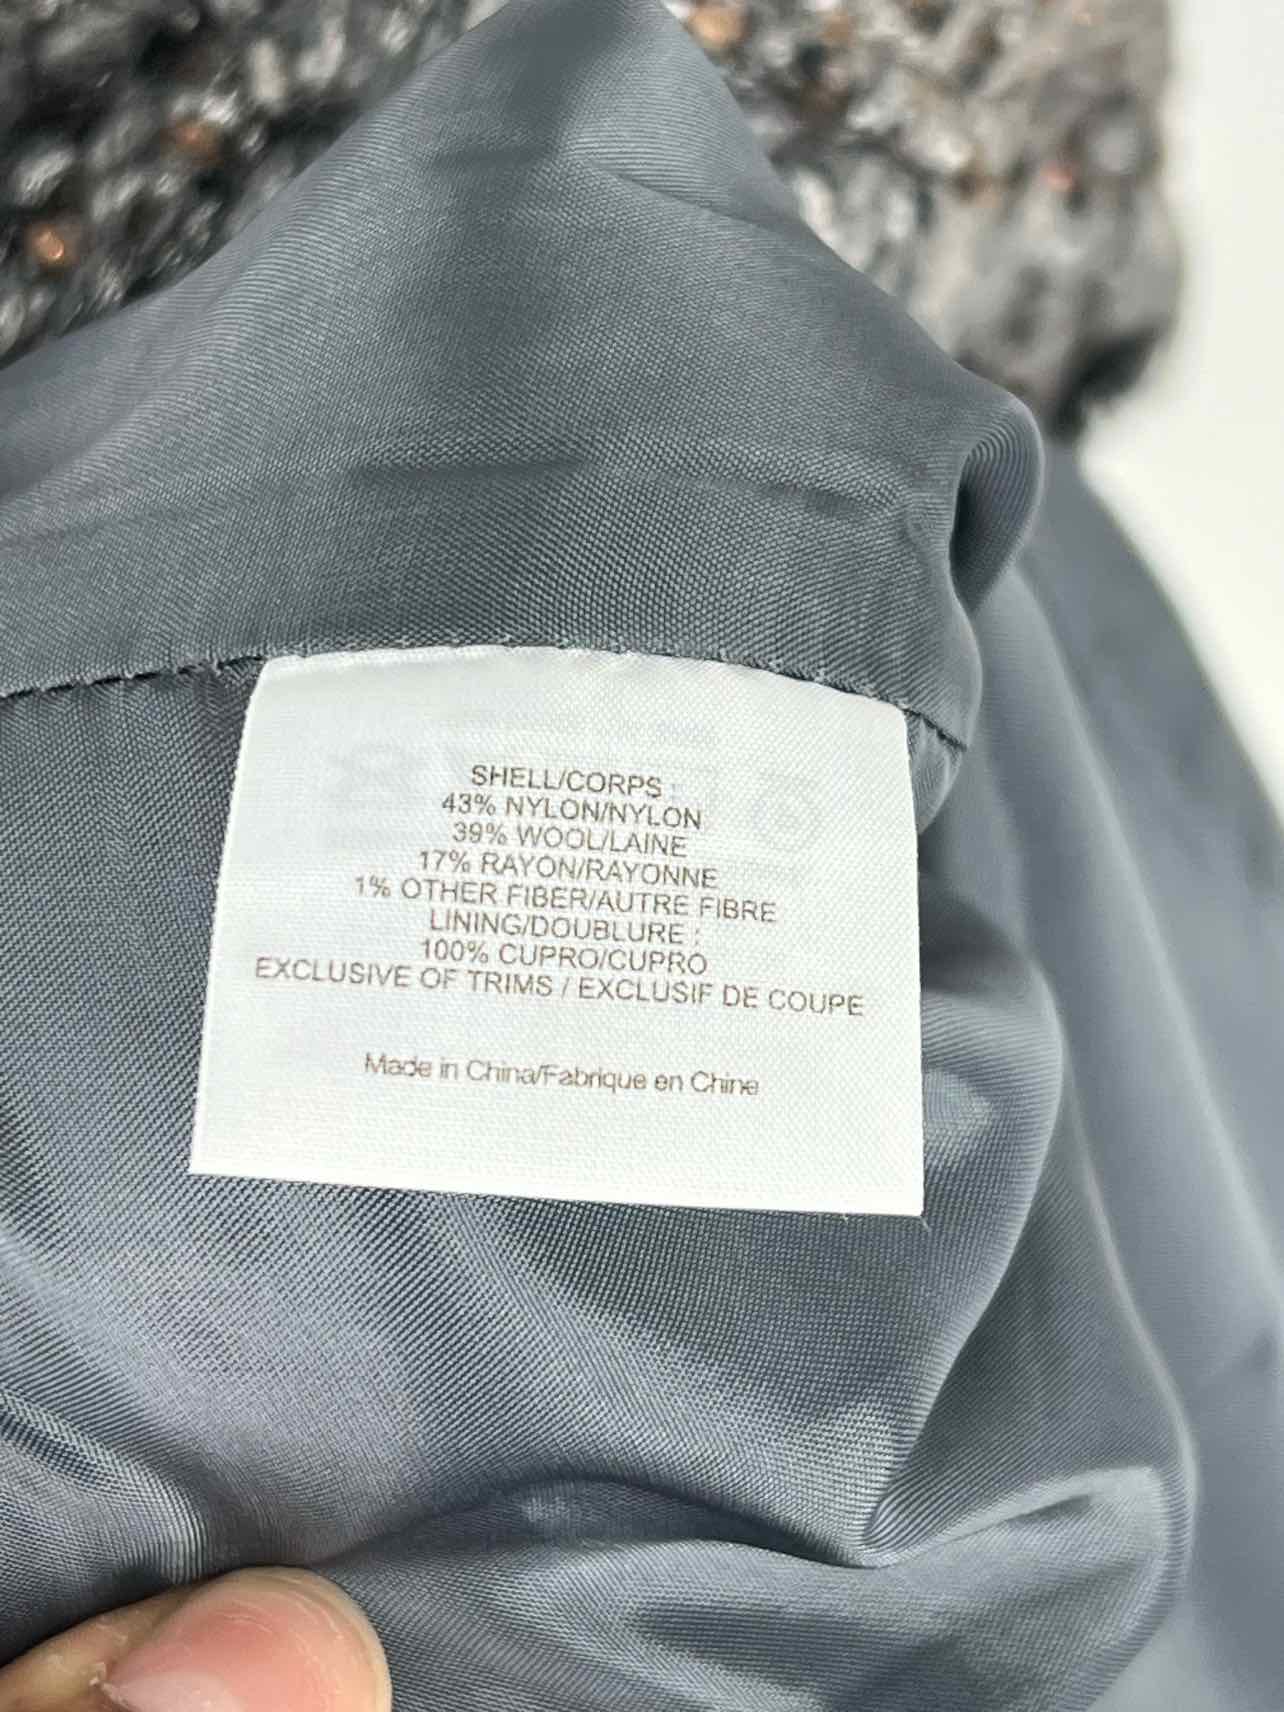 SHELL/CORPS :
43% NYLON/NYLON
39% WOOL/LAINE
17% RAYON/RAYONNE
1% OTHER FIBER/AUTRE FIBRE
LINING/DOUBLURE :
100% CUPRO/CUPRO
EXCLUSIVE OF TRIMS / EXCLUSIF DE COUPE
Made in China/Fabrique en Chine